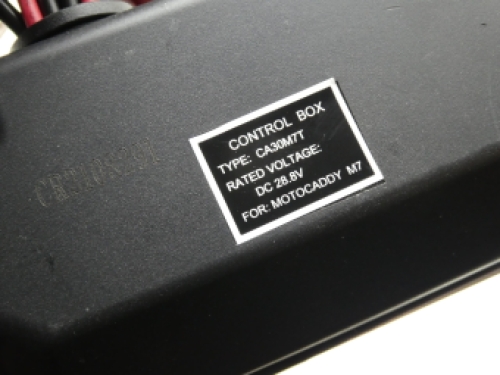 CONTROL BOX
TYPE: CA30M7T
RATED VOLTAGE:
DC 28.8V
FOR: MOTOCADDY M7